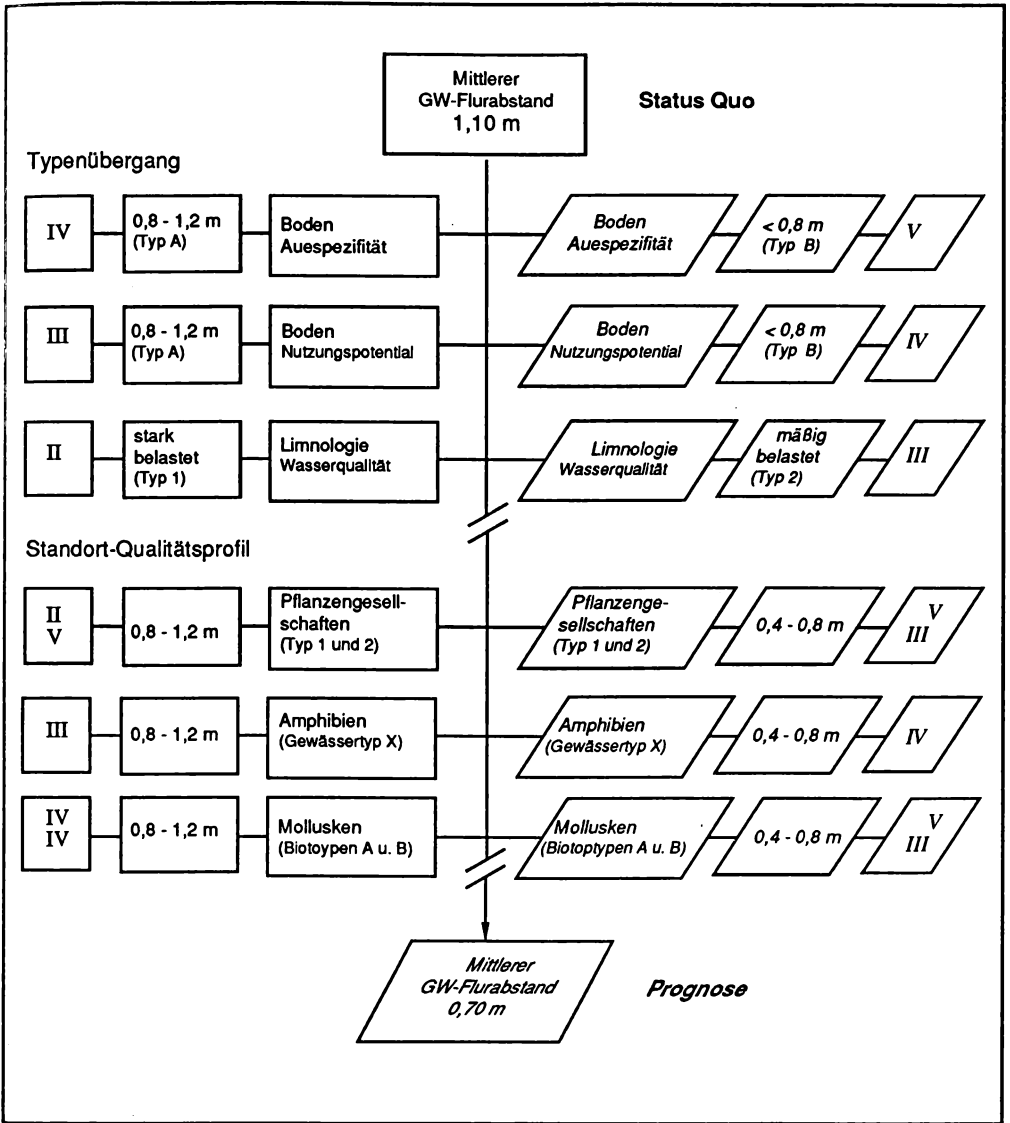 Mittlerer
GW-Flurabstand
1,10 m
Status Quo
Typenübergang
IV
0,8 - 1,2 m
(Typ A)
Boden
Auespezifität
Boden
Auespezifität
< 0,8 m
(Typ B)
V
III
0,8 - 1,2 m
(Typ A)
Boden
Nutzungspotential
Boden
Nutzungspotential
< 0,8 m
(Typ B)
IV
II
stark
belastet
(Typ 1)
Limnologie
Wasserqualität
Limnologie
Wasserqualität
mäßig
belastet
(Typ 2)
III
Standort-Qualitätsprofil
II
V
0,8 - 1,2 m
Pflanzengesell-
schaften
(Typ 1 und 2)
Pflanzenge-
sellschaften
(Typ 1 und 2)
0,4 - 0,8 m
V
III
III
0,8 - 1,2 m
Amphibien
(Gewässertyp X)
Amphibien
(Gewässertyp X)
0,4 - 0,8 m
IV
IV
IV
0,8 - 1,2 m
Mollusken
(Biotoypen A u. B)
Mollusken
(Biotoptypen A u. B)
0,4 - 0,8 m
V
III
Mittlerer
GW-Flurabstand
0,70 m
Prognose